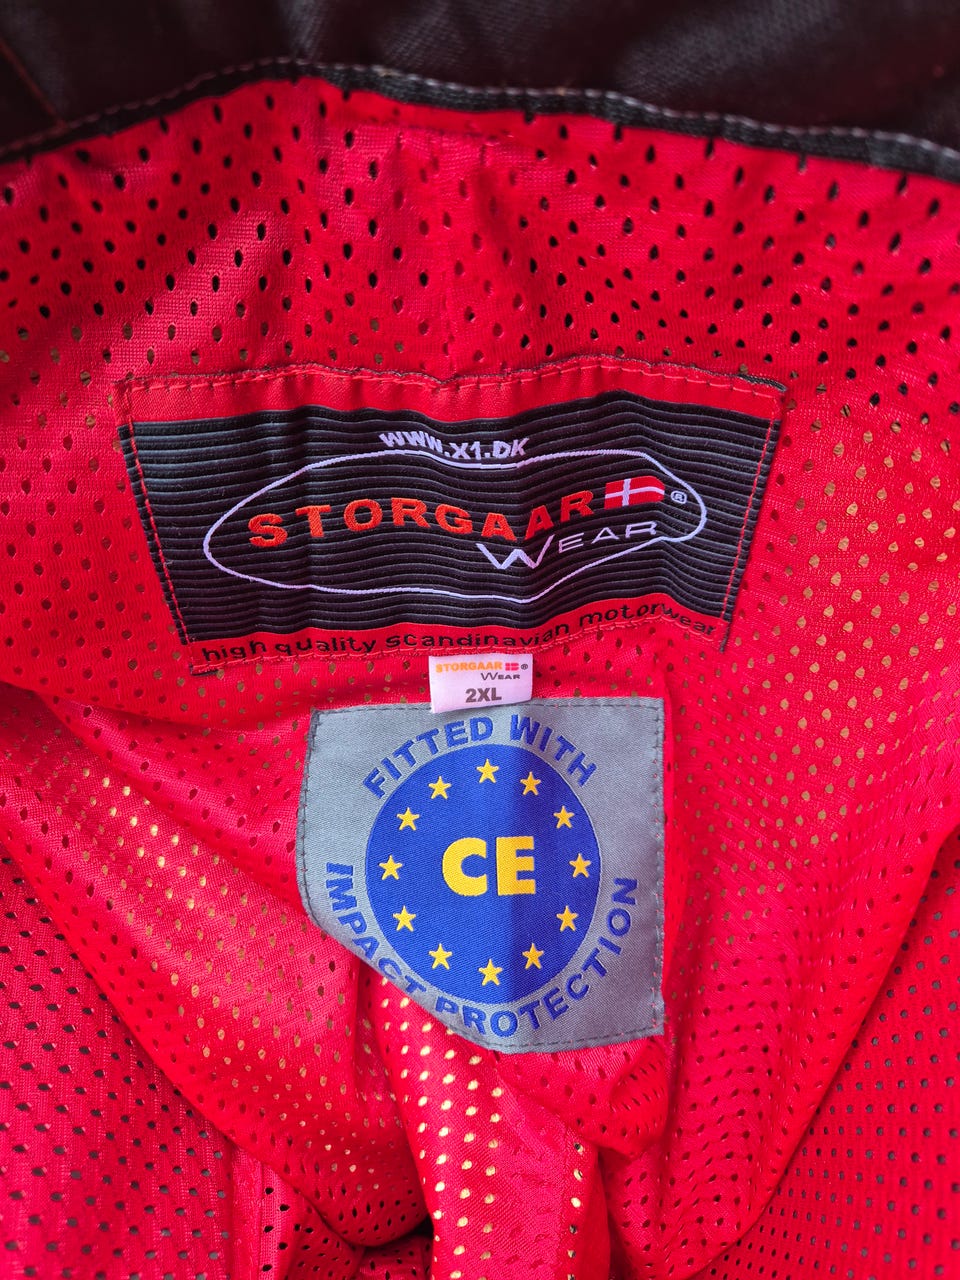 WWW.X1.DK
STORGAAR ®
WEAR
high quality scandinavian motorwear
STORGAAR ®
WEAR
2XL
FITTED WITH
CE
IMPACT PROTECTION